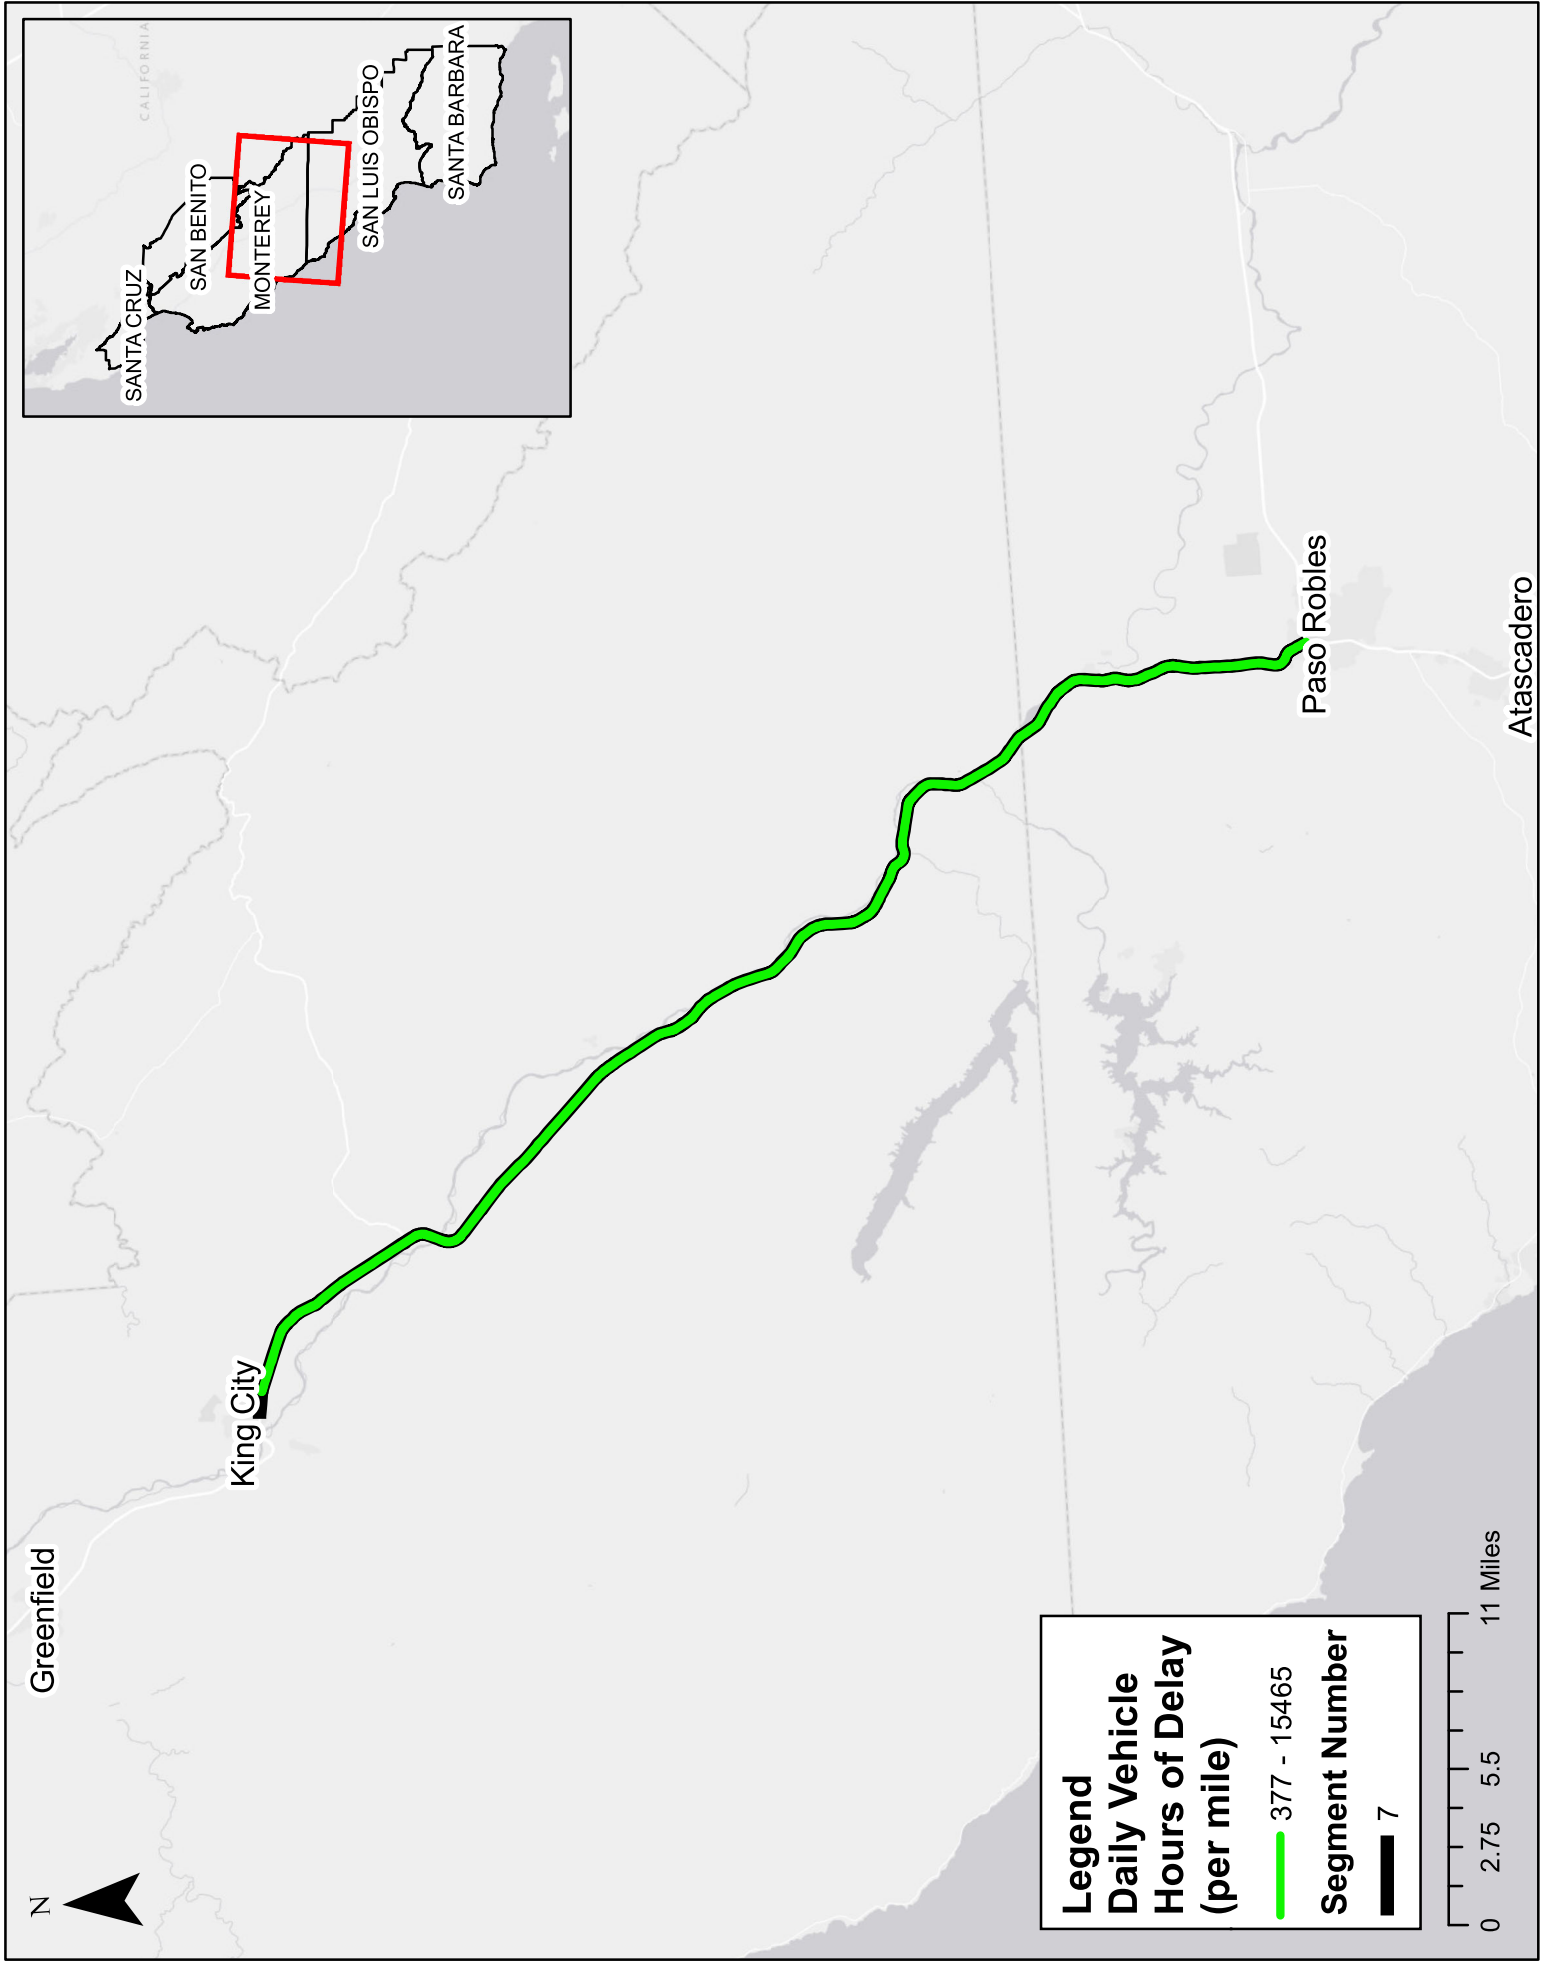 N
Greenfield
King City
Paso Robles
Atascadero
CALIFORNIA
SANTA CRUZ
SAN BENITO
MONTEREY
SAN LUIS OBISPO
SANTA BARBARA
Legend
Daily Vehicle
Hours of Delay
(per mile)
377 - 15465
Segment Number
7
0 2.75 5.5 11 Miles